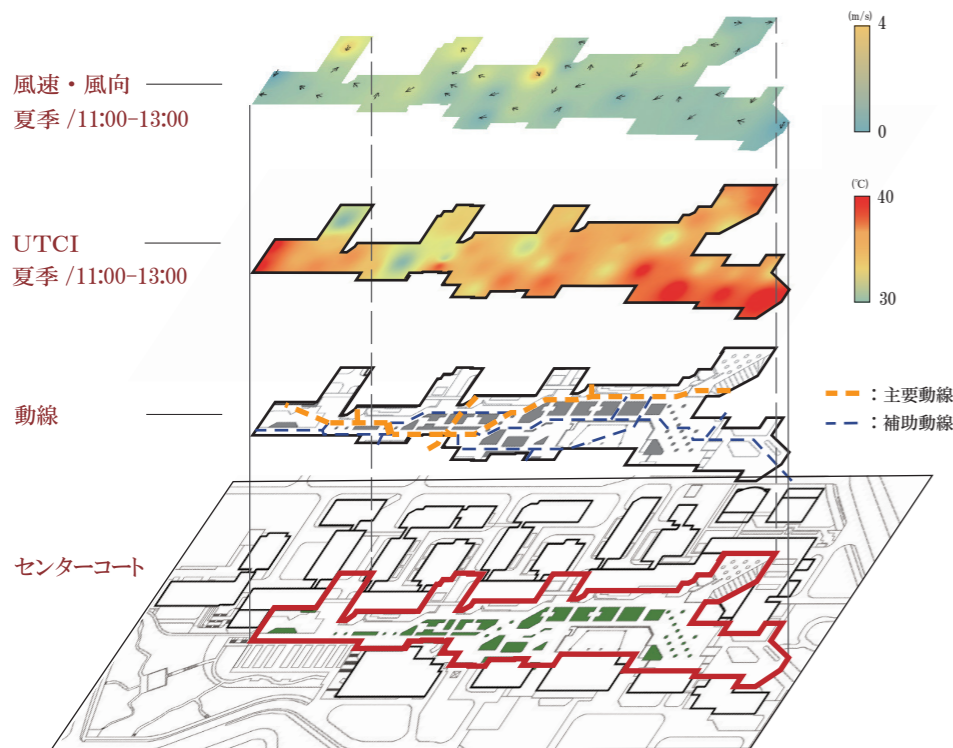 (m/s)
4
0
風速・風向
夏季 /11:00-13:00
(℃)
40
30
UTCI
夏季 /11:00-13:00
動線
：主要動線
：補助動線
センターコート